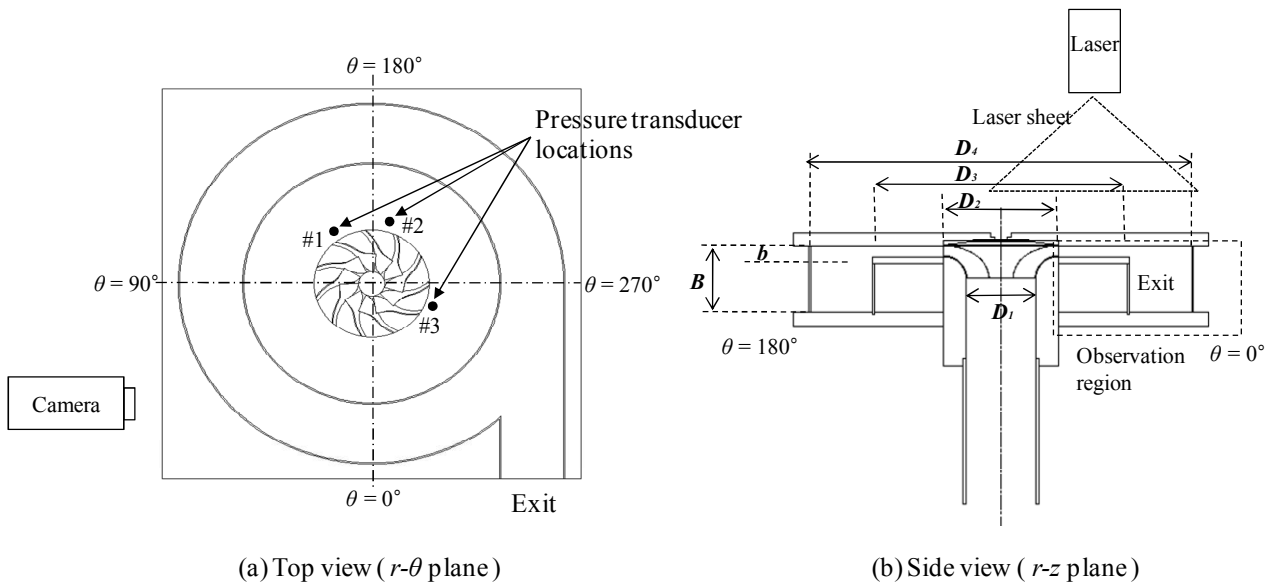 θ = 180°
Pressure transducer
locations
#1
#2
θ = 90°
θ = 270°
#3
Camera
θ = 0°
Exit
(a) Top view ( r-θ plane )
Laser
Laser sheet
D4
D3
D2
b
B
Exit
D1
θ = 180°
Observation
region
θ = 0°
(b) Side view ( r-z plane )